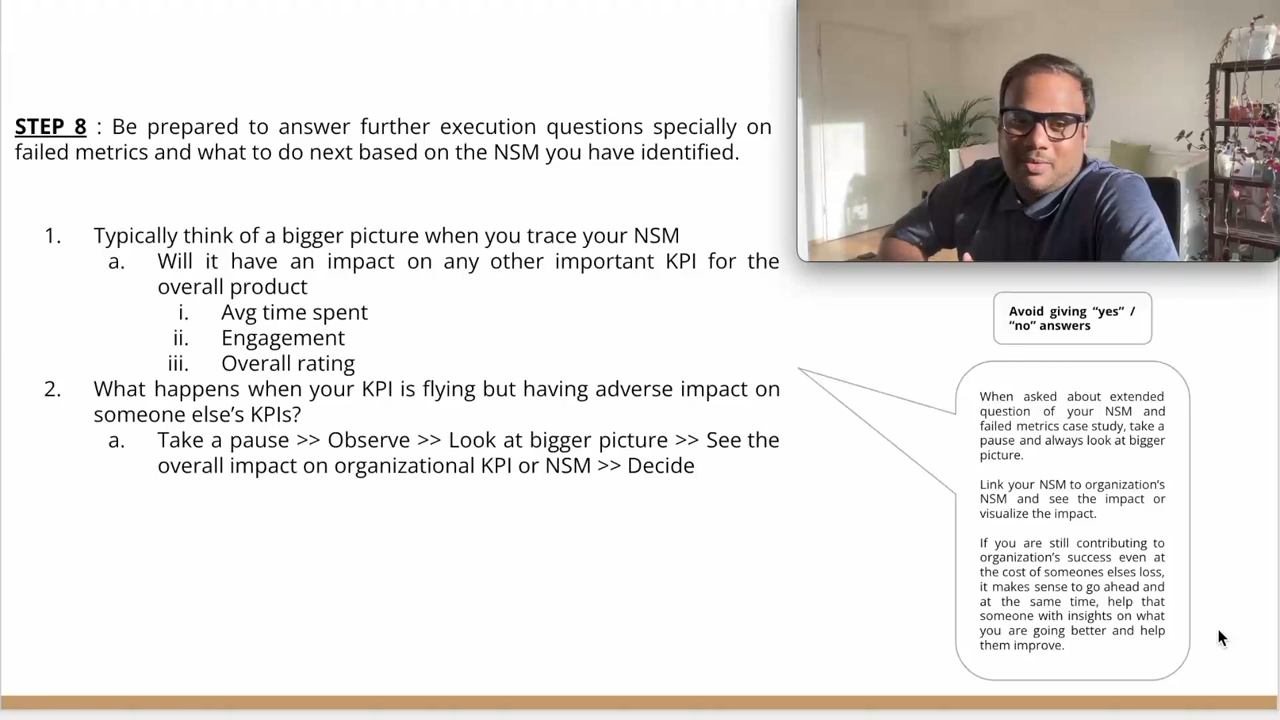 STEP 8 : Be prepared to answer further execution questions specially on
failed metrics and what to do next based on the NSM you have identified.
1. Typically think of a bigger picture when you trace your NSM
a. Will it have an impact on any other important KPI for the
overall product
i. Avg time spent
ii. Engagement
iii. Overall rating
2. What happens when your KPI is flying but having adverse impact on
someone else’s KPIs?
a. Take a pause >> Observe >> Look at bigger picture >> See the
overall impact on organizational KPI or NSM >> Decide
Avoid giving “yes” /
“no” answers
When asked about extended
question of your NSM and
failed metrics case study, take a
pause and always look at bigger
picture.
Link your NSM to organization’s
NSM and see the impact or
visualize the impact.
If you are still contributing to
organization’s success even at
the cost of someones elses loss,
it makes sense to go ahead and
at the same time, help that
someone with insights on what
you are going better and help
them improve.